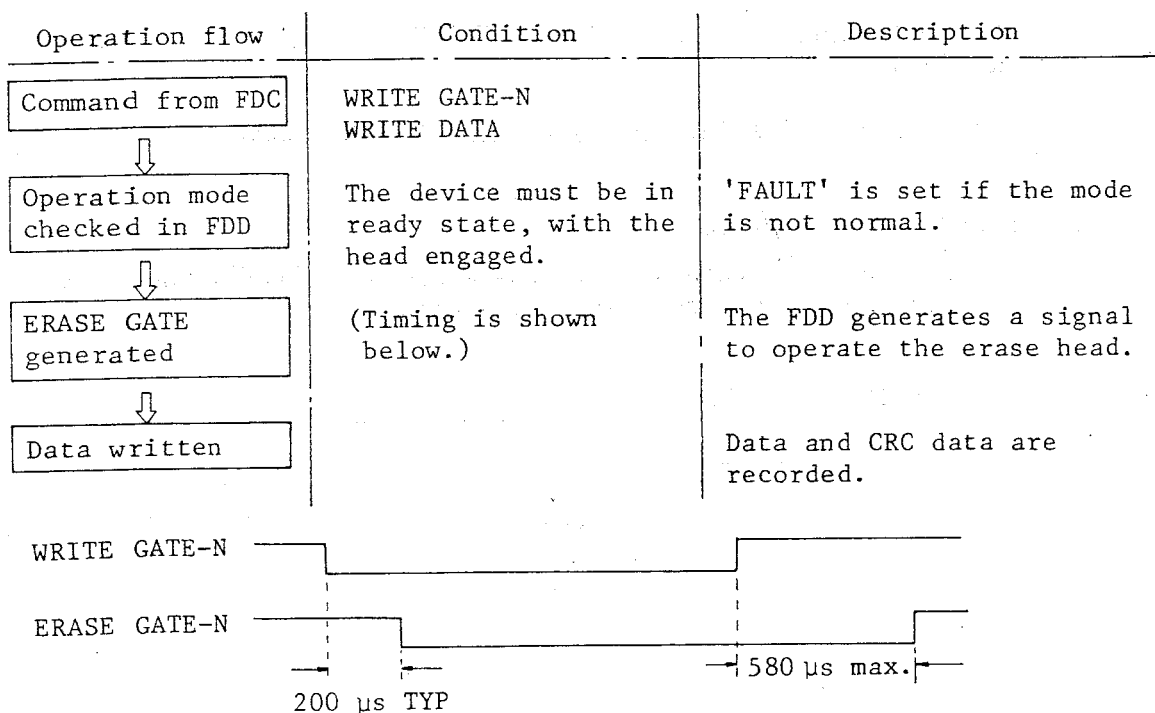 Operation flow
Condition
Description
Command from FDC
WRITE GATE-N
WRITE DATA
Operation mode
checked in FDD
The device must be in
ready state, with the
head engaged.
'FAULT' is set if the mode
is not normal.
ERASE GATE
generated
(Timing is shown
below.)
The FDD generates a signal
to operate the erase head.
Data written
Data and CRC data are
recorded.
WRITE GATE-N
ERASE GATE-N
580 µs max.
200 µs TYP